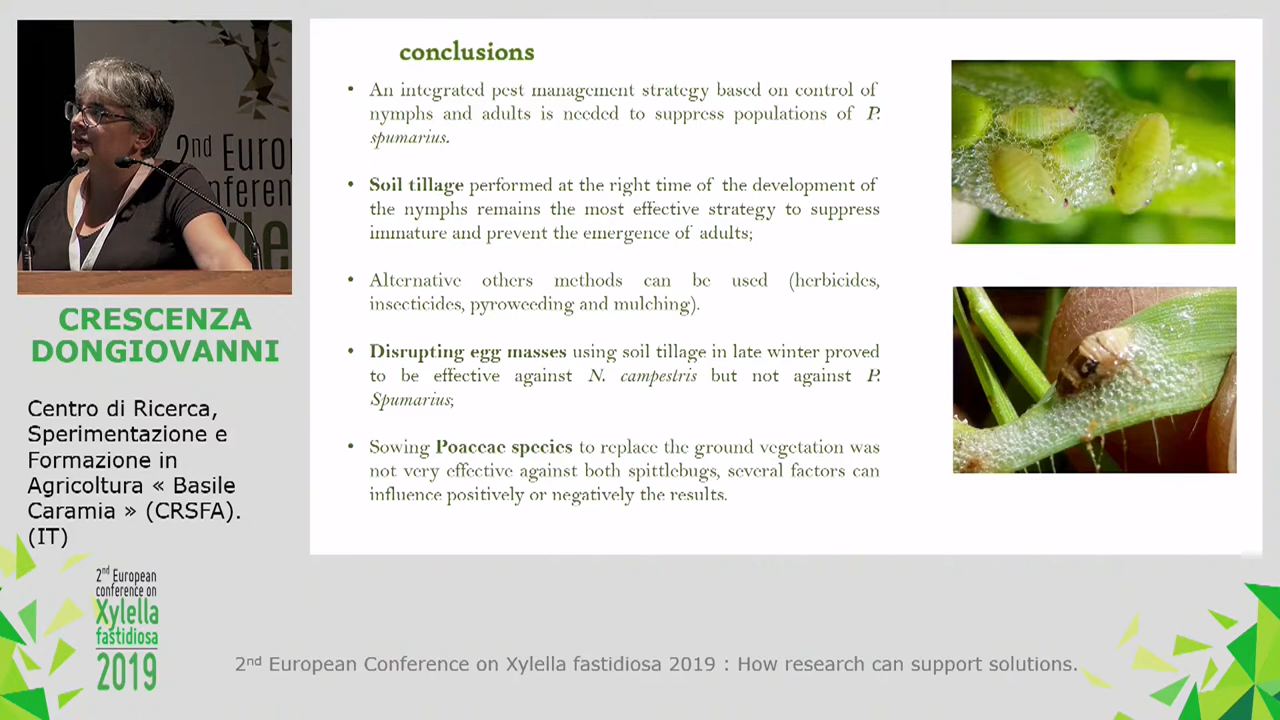 2nd Euro
onferen
yle
CRESCENZA
DONGIOVANNI
Centro di Ricerca,
Sperimentazione e
Formazione in
Agricoltura « Basile
Caramia » (CRSFA).
(IT)
conclusions
• An integrated pest management strategy based on control of
nymphs and adults is needed to suppress populations of P.
spumarius.
• Soil tillage performed at the right time of the development of
the nymphs remains the most effective strategy to suppress
immature and prevent the emergence of adults;
• Alternative others methods can be used (herbicides,
insecticides, pyroweeding and mulching).
• Disrupting egg masses using soil tillage in late winter proved
to be effective against N. campestris but not against P.
Spumarius;
• Sowing Poaceae species to replace the ground vegetation was
not very effective against both spittlebugs, several factors can
influence positively or negatively the results.
2nd European
conference on
Xylella
fastidiosa
2019
2nd European Conference on Xylella fastidiosa 2019 : How research can support solutions.